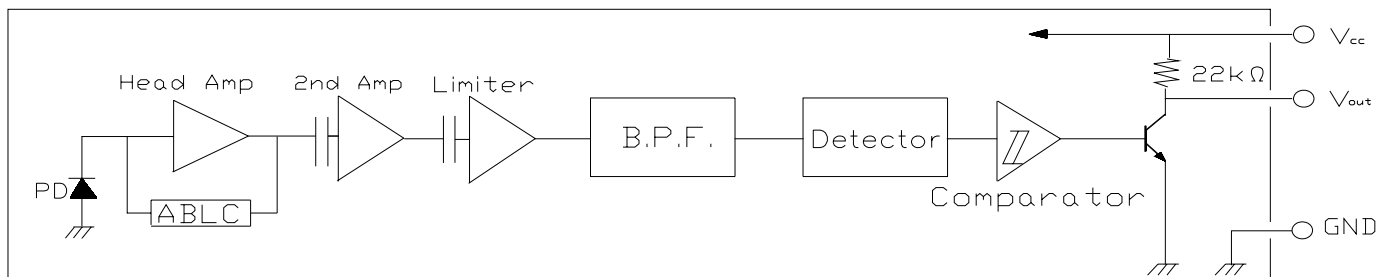 Vcc
22kΩ
Head Amp
2nd Amp
Limiter
Vout
B.P.F.
Detector
PD
ABLC
Comparator
GND